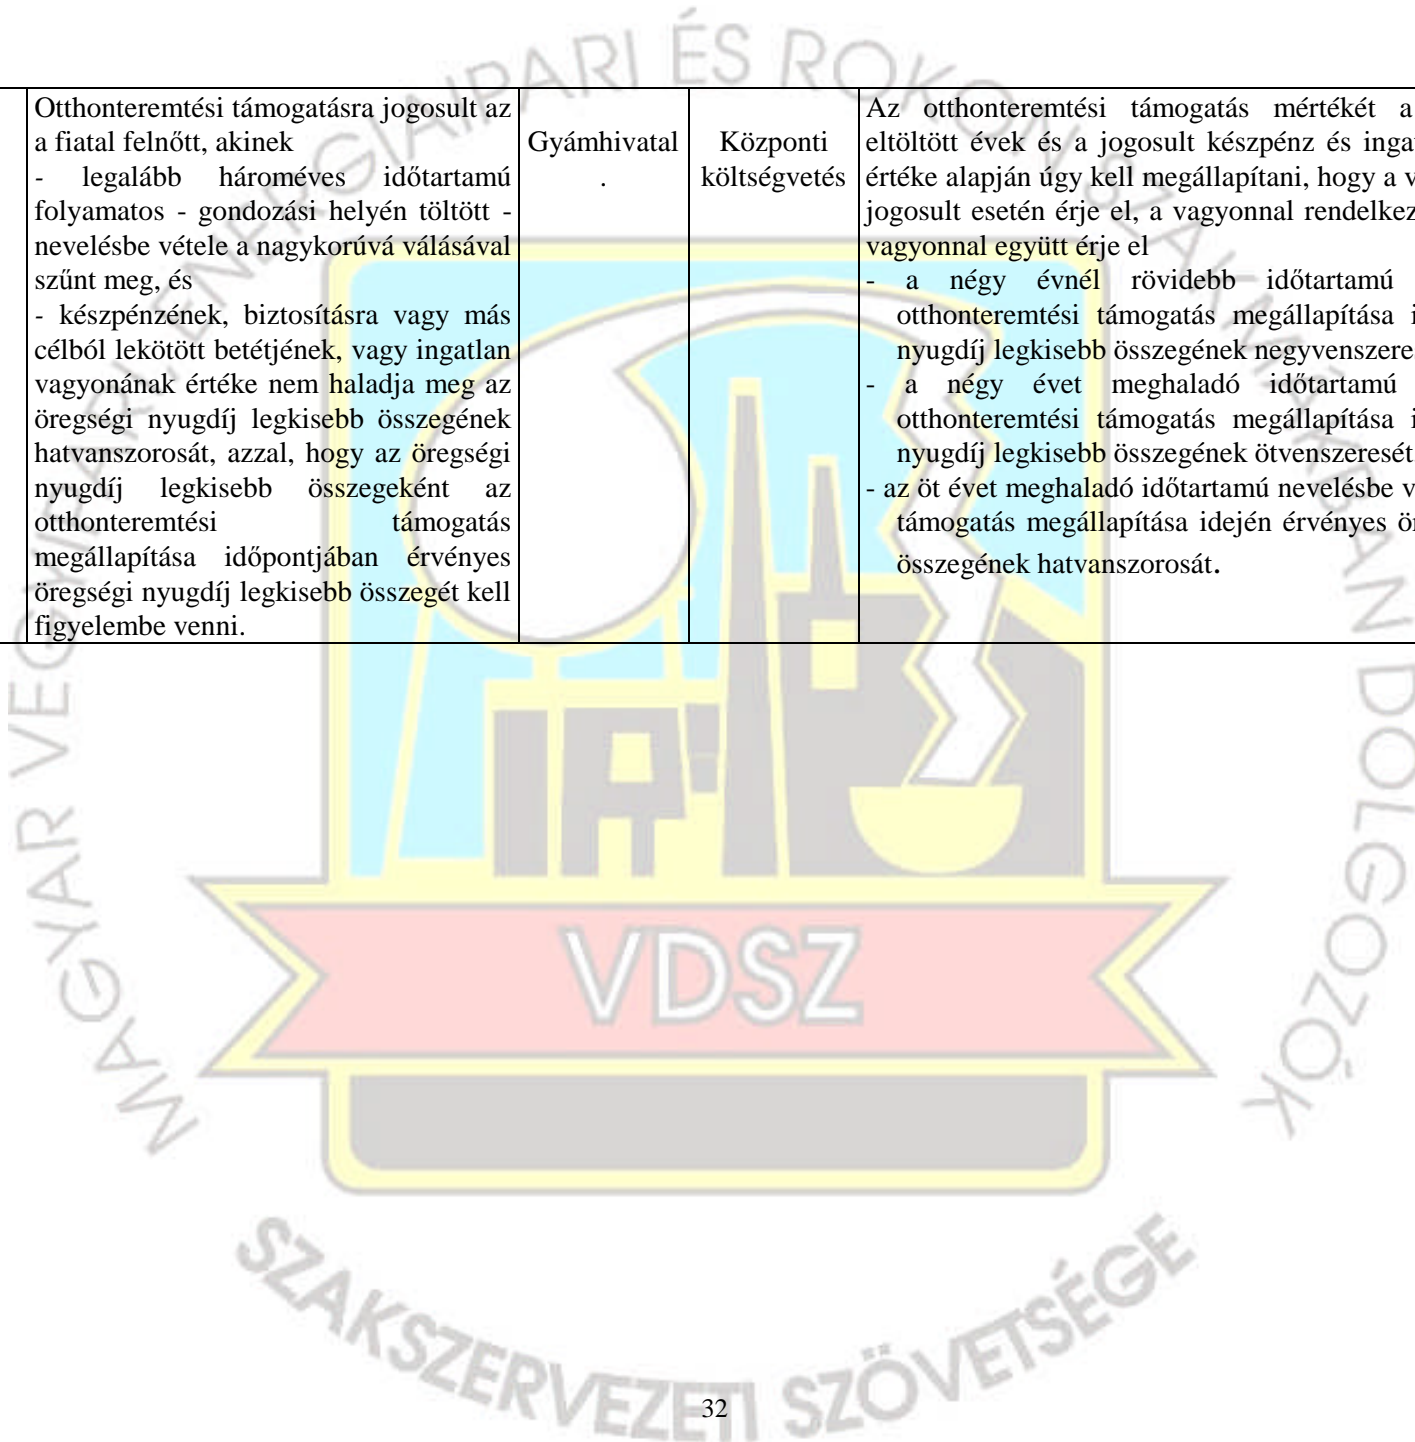 Otthonteremtési támogatásra jogosult az
a fiatal felnőtt, akinek
- legalább hároméves időtartamú
folyamatos - gondozási helyén töltött -
nevelésbe vétele a nagykorúvá válásával
szűnt meg, és
- készpénzének, biztosításra vagy más
célból lekötött betétjének, vagy ingatlan
vagyonának értéke nem haladja meg az
öregségi nyugdíj legkisebb összegének
hatvanszorosát, azzal, hogy az öregségi
nyugdíj legkisebb összegeként az
otthonteremtési támogatás
megállapítása időpontjában érvényes
öregségi nyugdíj legkisebb összegét kell
figyelembe venni.
Gyámhivatal
.
Központi
költségvetés
Az otthonteremtési támogatás mértékét a
eltöltött évek és a jogosult készpénz és inga
értéke alapján úgy kell megállapítani, hogy a v
jogosult esetén érje el, a vagyonnal rendelkez
vagyonnal együtt érje el
- a négy évnél rövidebb időtartamú
otthonteremtési támogatás megállapítása i
nyugdíj legkisebb összegének negyvenszere
- a négy évet meghaladó időtartamú
otthonteremtési támogatás megállapítása i
nyugdíj legkisebb összegének ötvenszeresét
- az öt évet meghaladó időtartamú nevelésbe v
támogatás megállapítása idején érvényes ör
összegének hatvanszorosát.
MAGYAR VEGYIPARI, ENERGIAIPARI ÉS ROKON SZAKMÁKBAN DOLGOZÓK
VDSZ
SZAKSZERVEZETI SZÖVETSÉGE
32